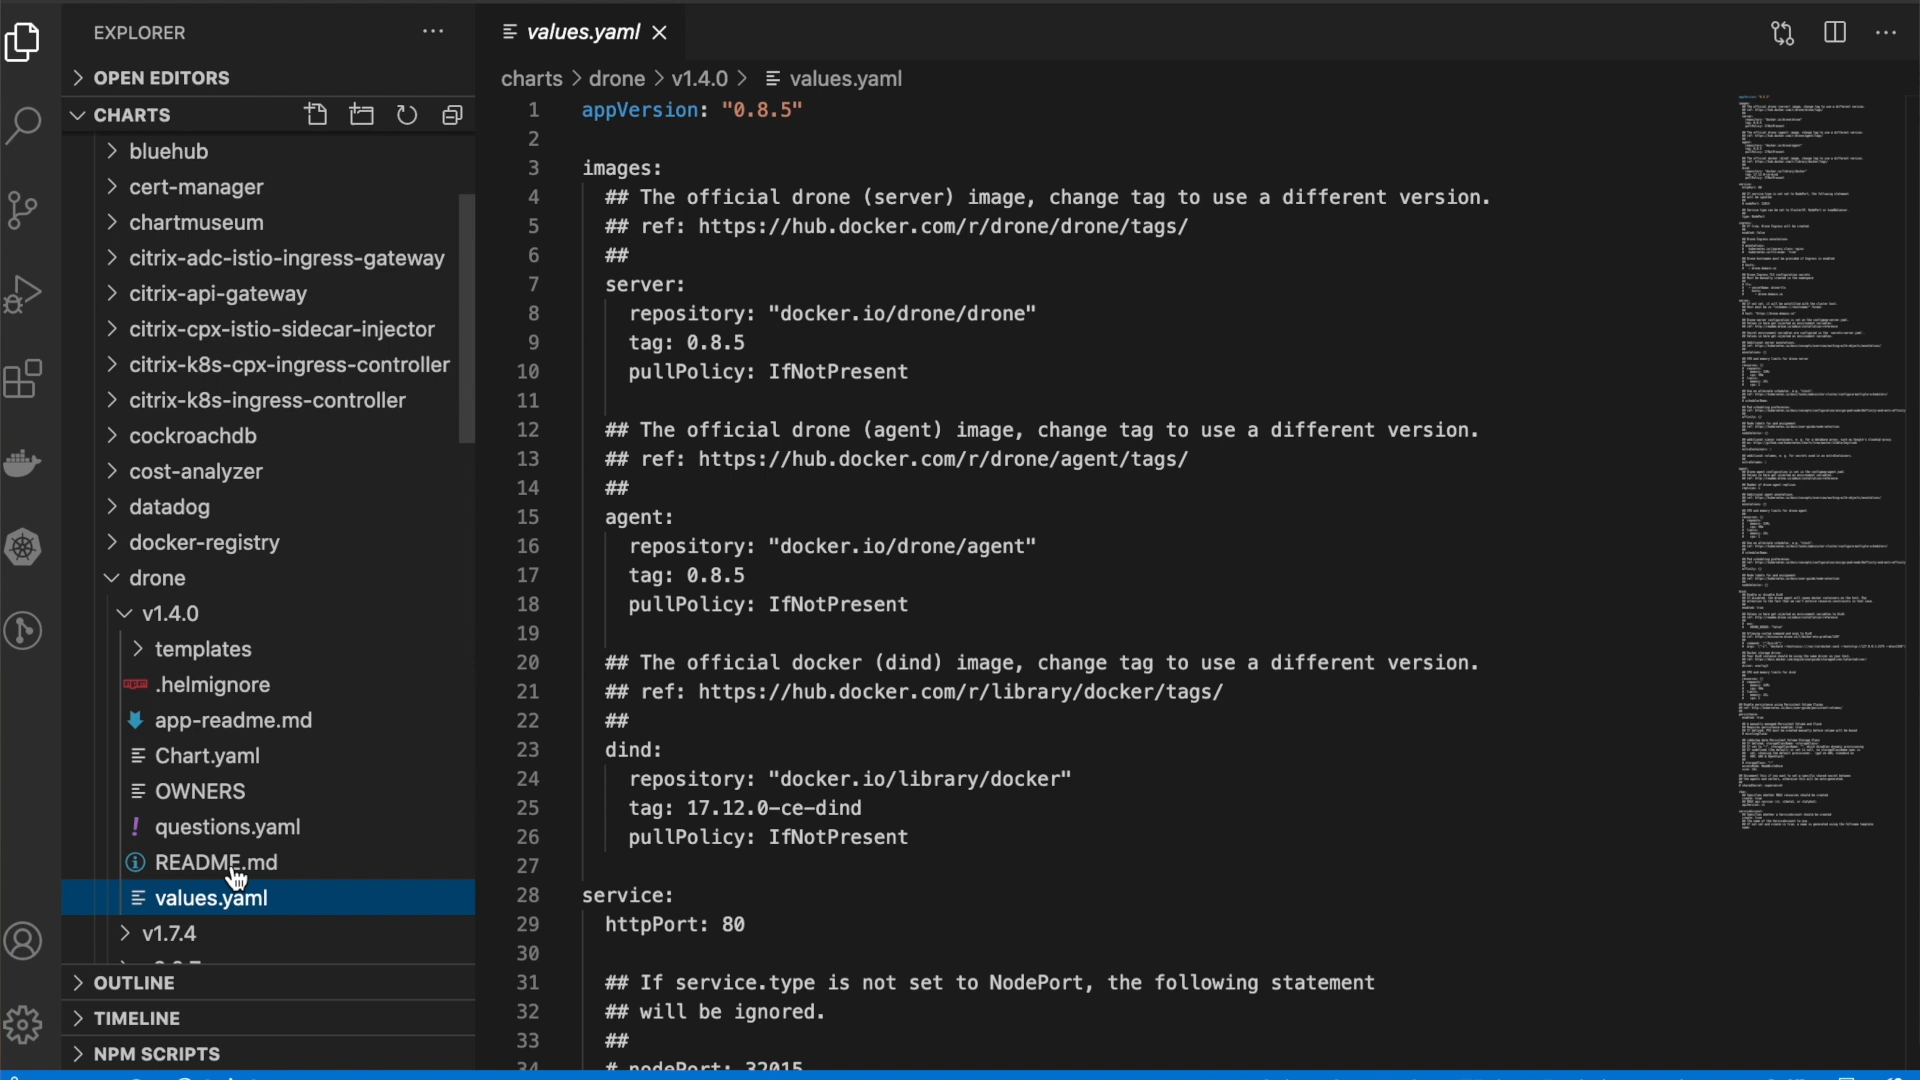 EXPLORER
OPEN EDITORS
CHARTS
bluehub
cert-manager
chartmuseum
citrix-adc-istio-ingress-gateway
citrix-api-gateway
citrix-cpx-istio-sidecar-injector
citrix-k8s-cpx-ingress-controller
citrix-k8s-ingress-controller
cockroachdb
cost-analyzer
datadog
docker-registry
drone
v1.4.0
templates
npm .helmignore
app-readme.md
Chart.yaml
OWNERS
! questions.yaml
README.md
values.yaml
v1.7.4
OUTLINE
TIMELINE
NPM SCRIPTS
values.yaml
charts > drone > v1.4.0 > values.yaml
1 appVersion: "0.8.5"
2
3 images:
4 ## The official drone (server) image, change tag to use a different version.
5 ## ref: https://hub.docker.com/r/drone/drone/tags/
6 ##
7 server:
8 repository: "docker.io/drone/drone"
9 tag: 0.8.5
10 pullPolicy: IfNotPresent
11
12 ## The official drone (agent) image, change tag to use a different version.
13 ## ref: https://hub.docker.com/r/drone/agent/tags/
14 ##
15 agent:
16 repository: "docker.io/drone/agent"
17 tag: 0.8.5
18 pullPolicy: IfNotPresent
19
20 ## The official docker (dind) image, change tag to use a different version.
21 ## ref: https://hub.docker.com/r/library/docker/tags/
22 ##
23 dind:
24 repository: "docker.io/library/docker"
25 tag: 17.12.0-ce-dind
26 pullPolicy: IfNotPresent
27
28 service:
29 httpPort: 80
30
31 ## If service.type is not set to NodePort, the following statement
32 ## will be ignored.
33 ##
34 # nodePort: 32015